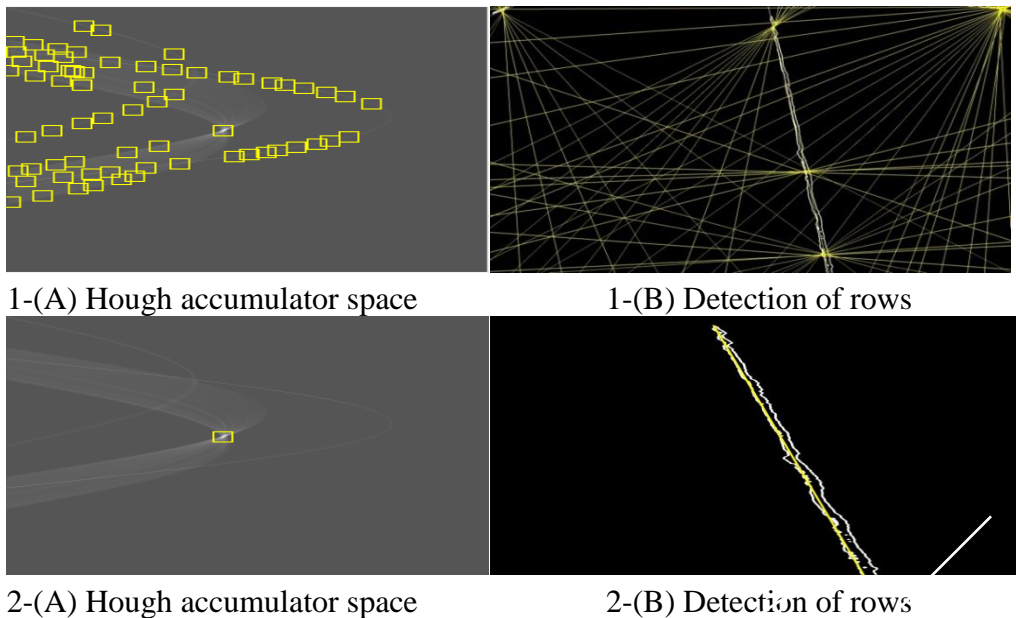 1-(A) Hough accumulator space
1-(B) Detection of rows
2-(A) Hough accumulator space
2-(B) Detection of rows